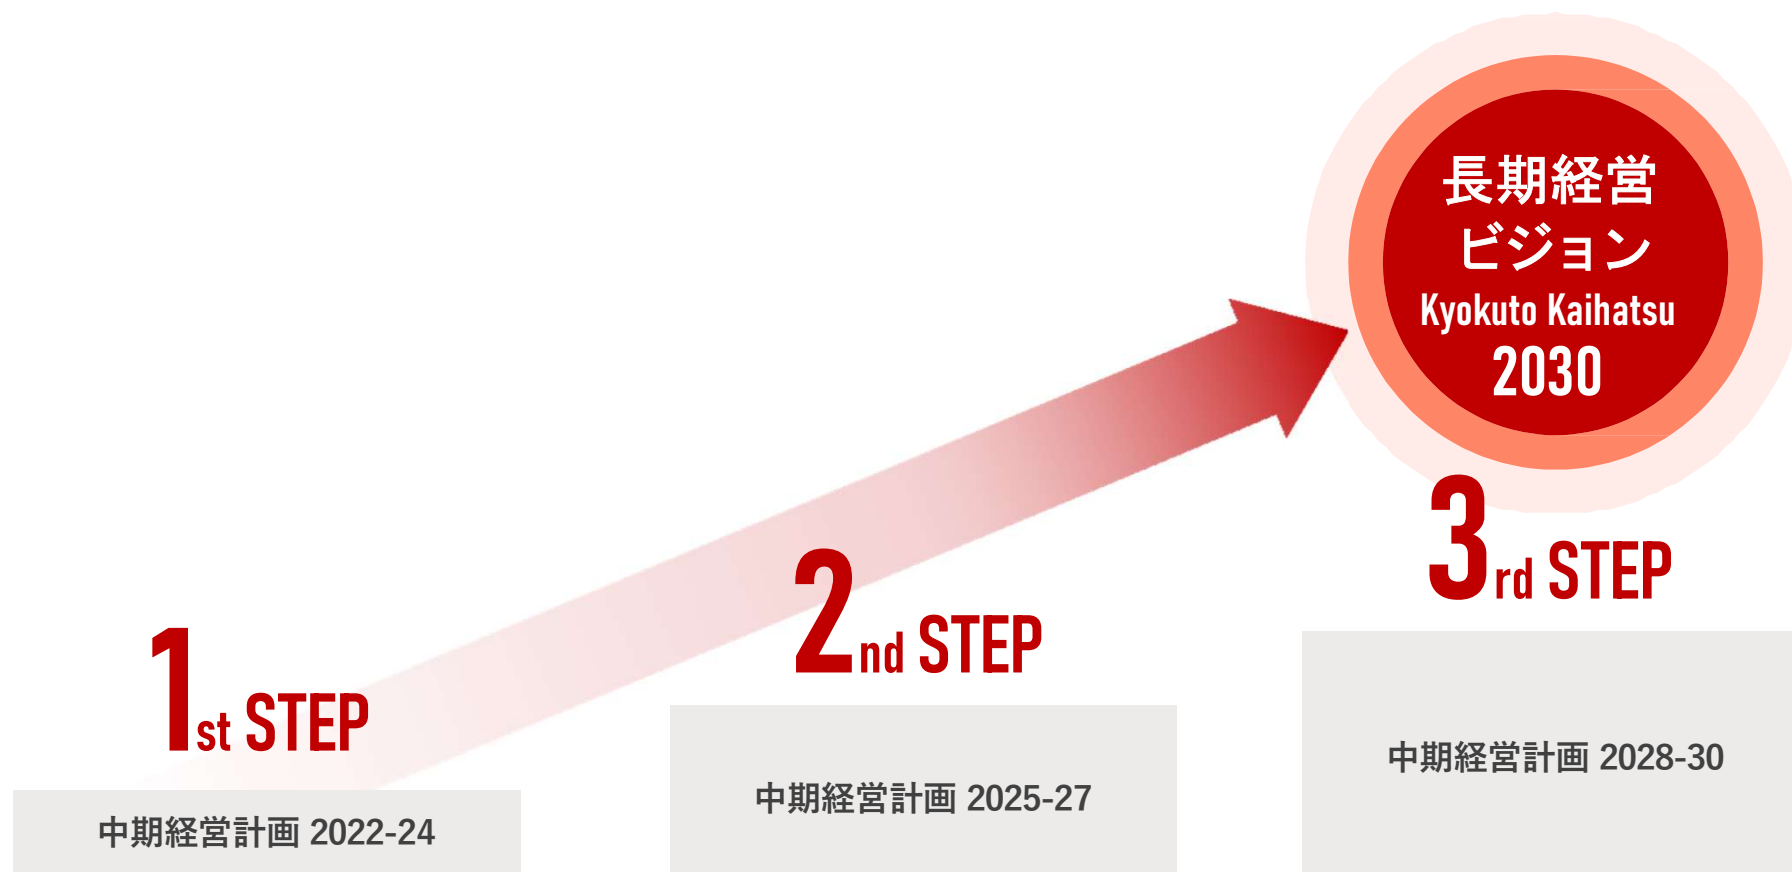 長期経営
ビジョン
Kyokuto Kaihatsu
2030
1st STEP
中期経営計画 2022-24
2nd STEP
中期経営計画 2025-27
3rd STEP
中期経営計画 2028-30